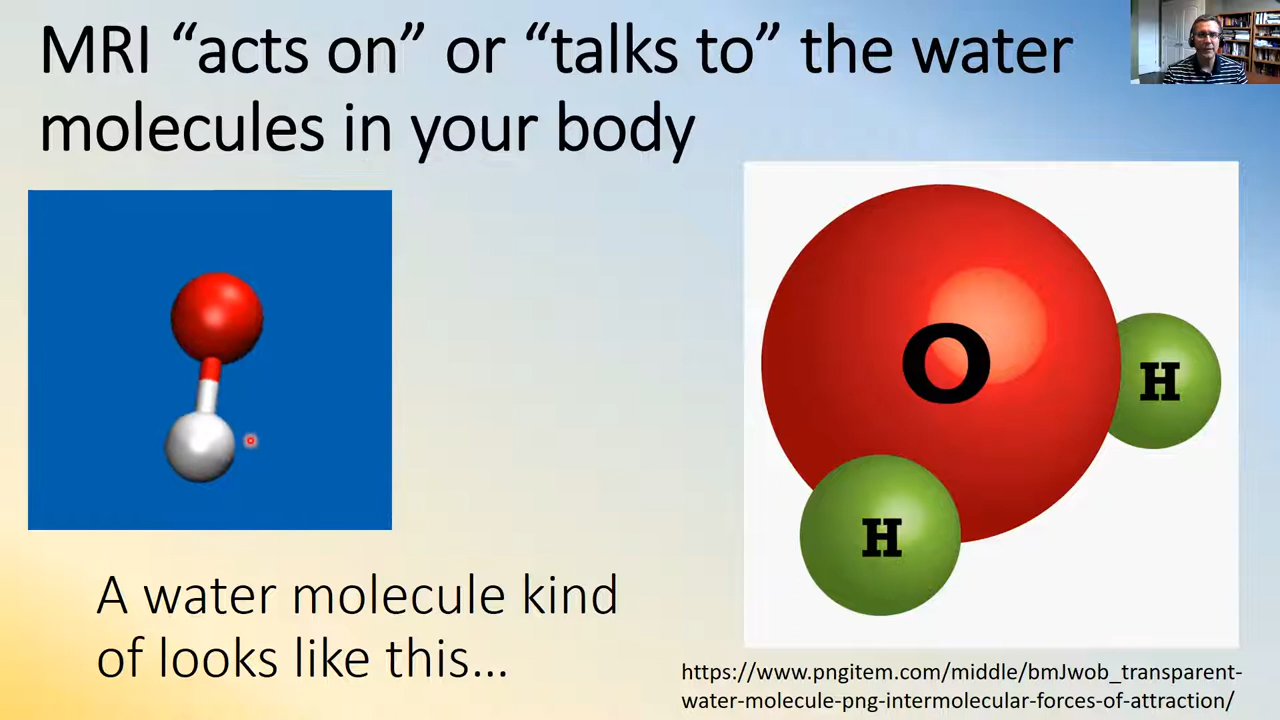 MRI “acts on” or “talks to” the water
molecules in your body
O
H
H
A water molecule kind
of looks like this...
https://www.pngitem.com/middle/bmJwob_transparent-
water-molecule-png-intermolecular-forces-of-attraction/